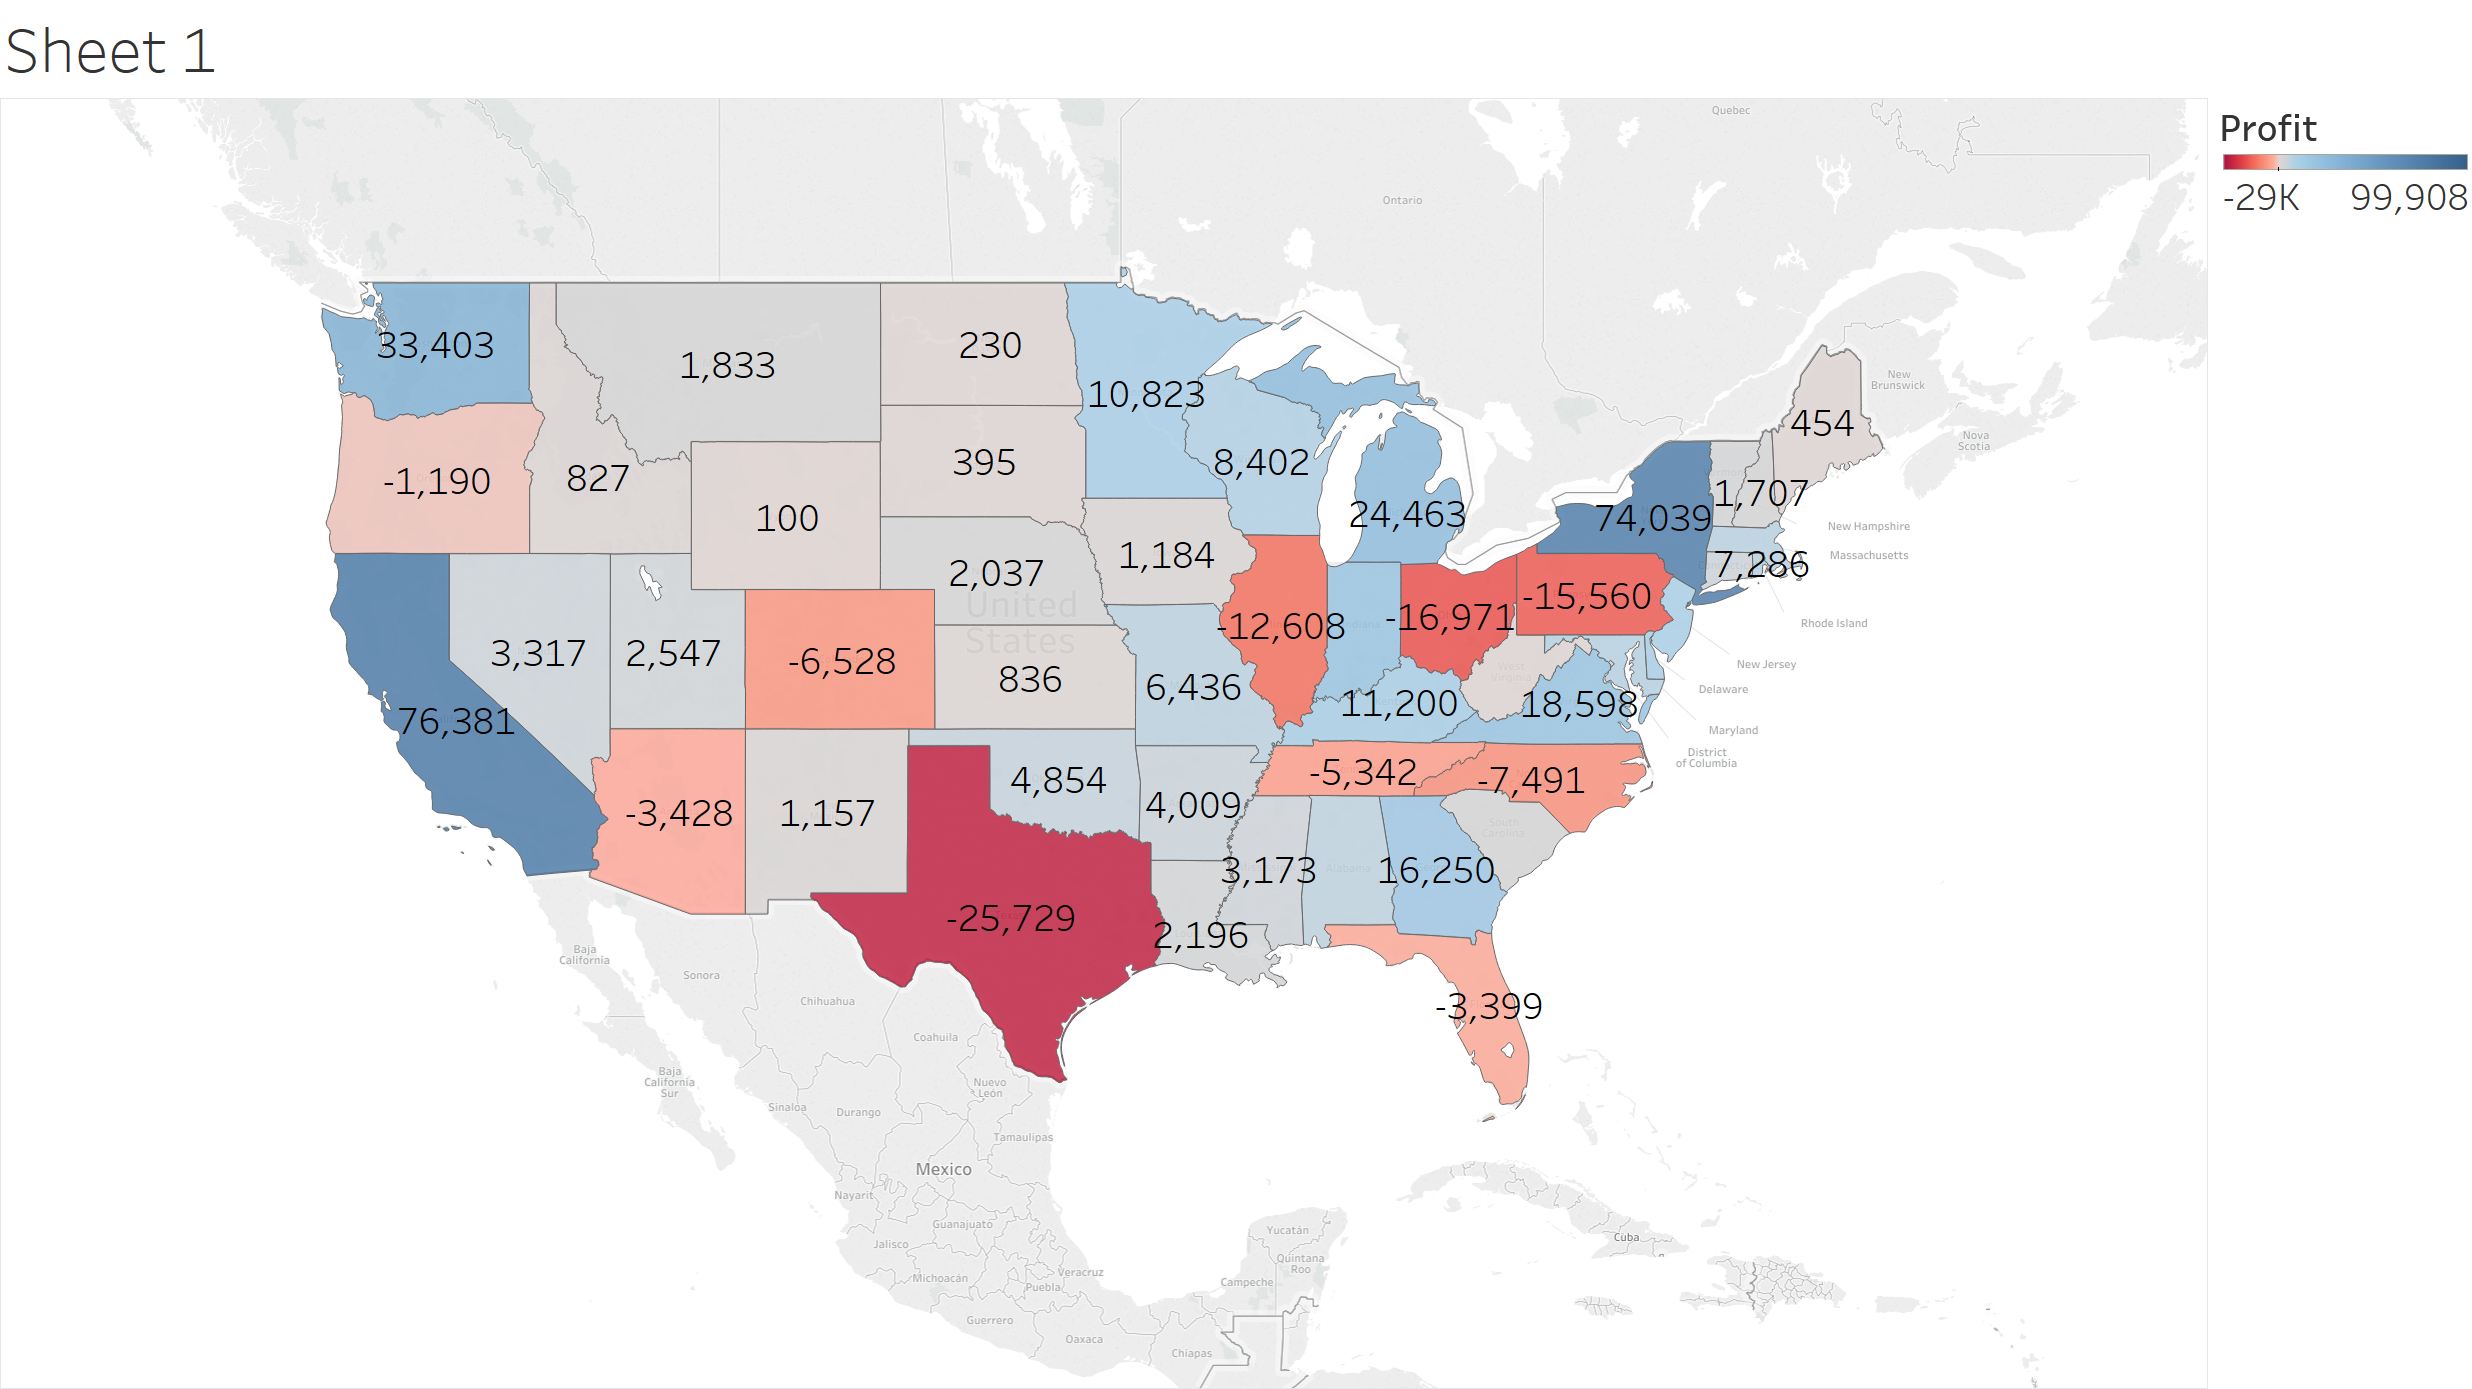 Sheet 1
Profit
-29K 99,908
Quebec
Ontario
New
Brunswick
Nova
Scotia
33,403
1,833
230
10,823
454
-1,190
827
100
395
8,402
24,463
74,039
1,707
New Hampshire
Massachusetts
7,286
2,037
1,184
United
States
3,317
2,547
-6,528
836
6,436
-12,608
Indiana
-16,971
-15,560
Rhode Island
New Jersey
West
Virginia
Delaware
76,381
11,200
18,598
Maryland
District
of Columbia
-3,428
1,157
4,854
4,009
-5,342
-7,491
South
Carolina
-25,729
2,196
3,173
Alabama
16,250
-3,399
Baja
California
Sonora
Chihuahua
Coahuila
Baja
California
Sur
Nuevo
León
Sinaloa
Durango
Tamaulipas
Mexico
Nayarit
Guanajuato
Jalisco
Michoacán
Veracruz
Puebla
Guerrero
Oaxaca
Chiapas
Yucatán
Quintana
Roo
Campeche
Cuba